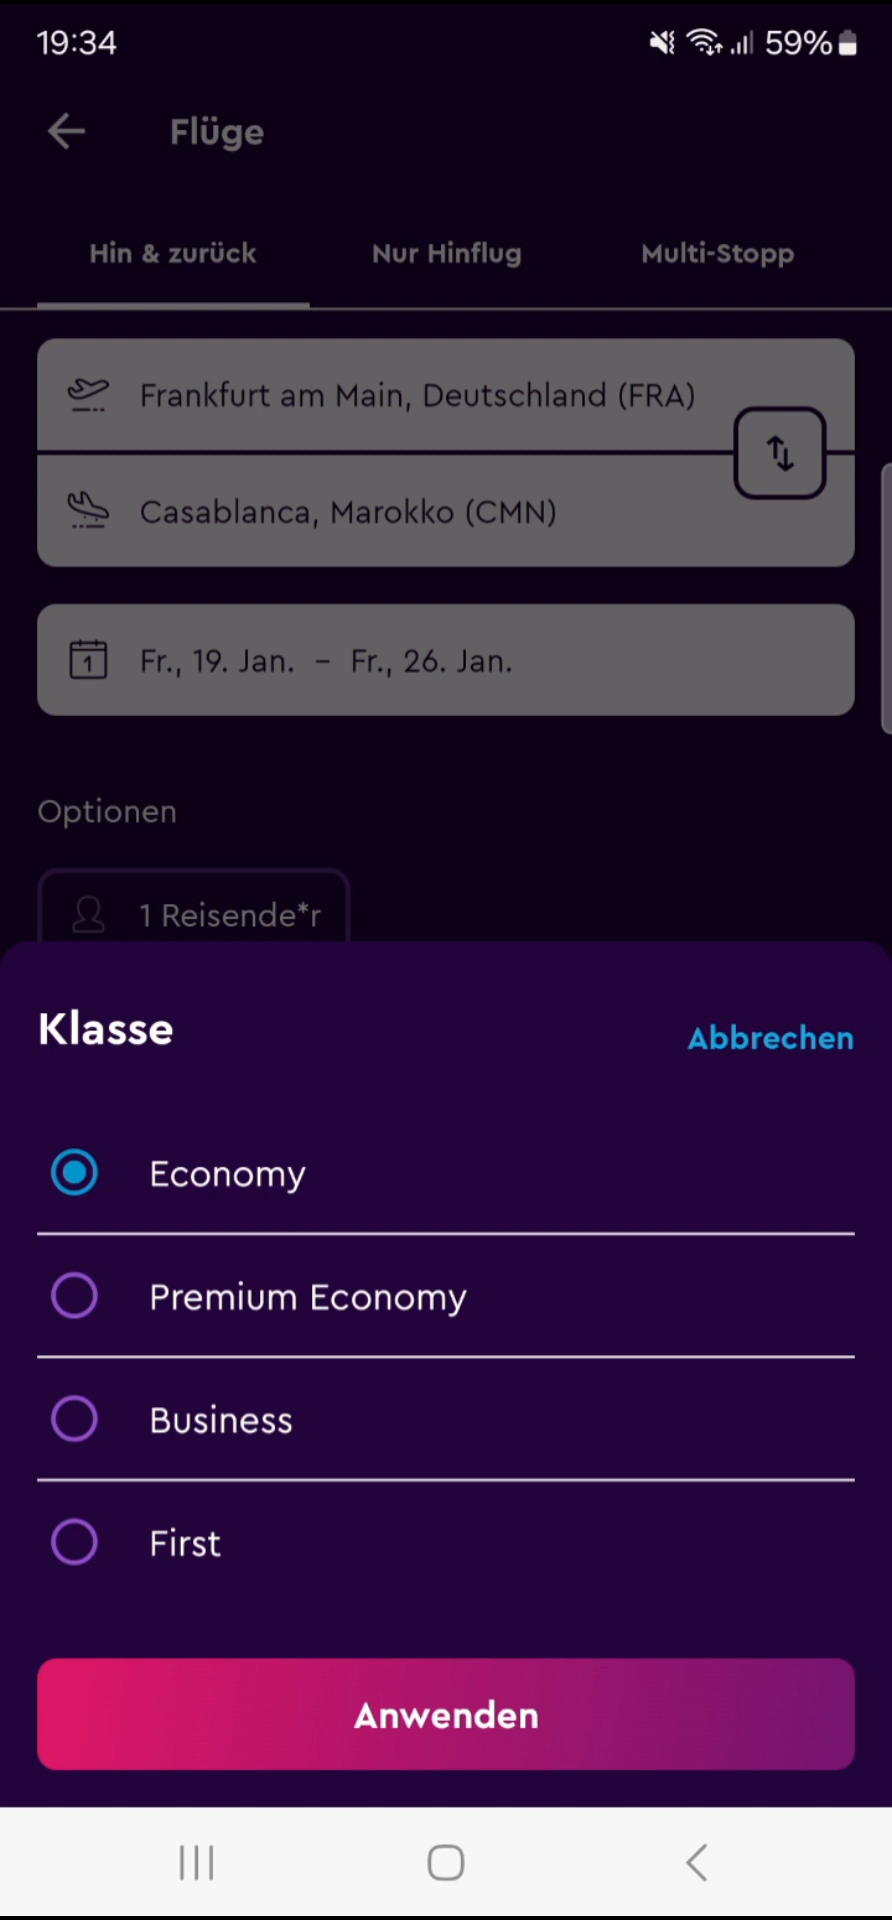 19:34
59%
Flüge
Hin & zurück
Nur Hinflug
Multi-Stopp
Frankfurt am Main, Deutschland (FRA)
Casablanca, Marokko (CMN)
1
Fr., 19. Jan. – Fr., 26. Jan.
Optionen
1 Reisende*r
Klasse
Abbrechen
Economy
Premium Economy
Business
First
Anwenden